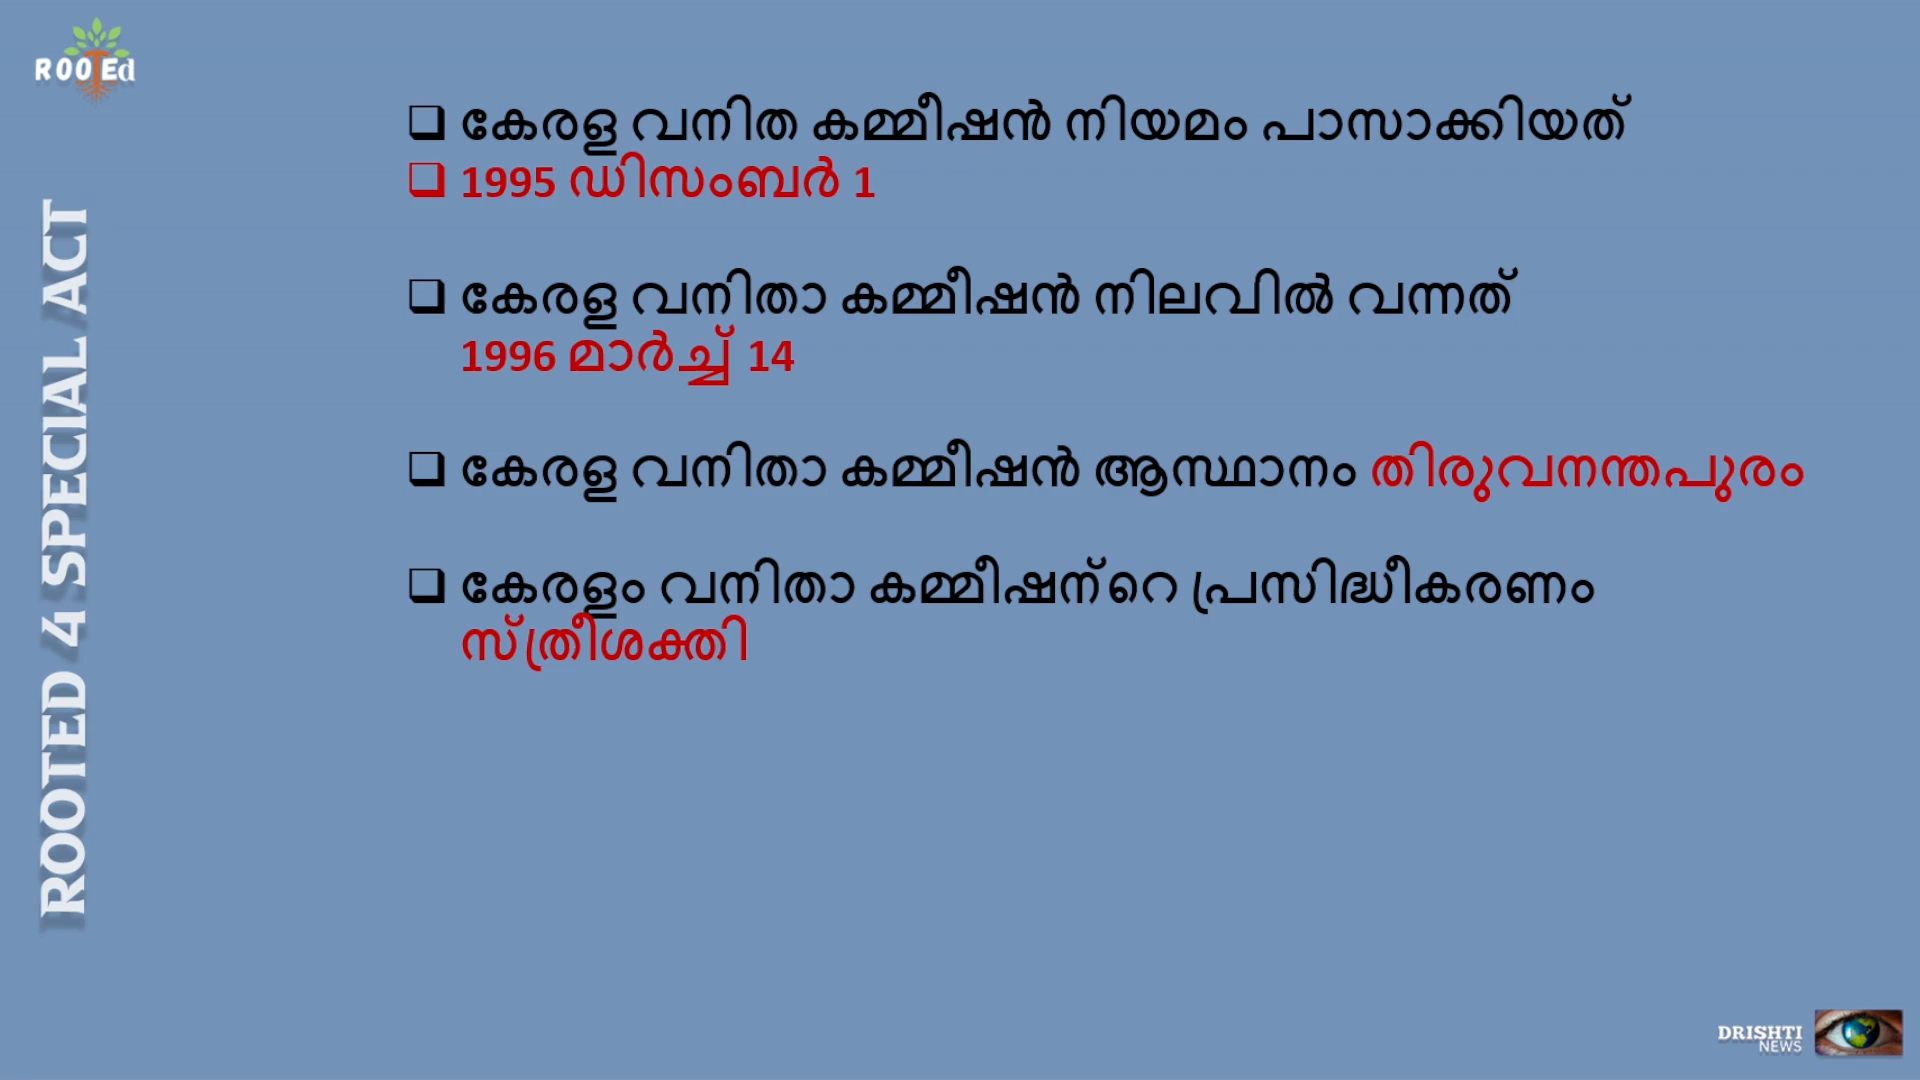 ROOTEd
ROOTED 4 SPECIAL ACT
കേരള വനിത കമ്മീഷൻ നിയമം പാസാക്കിയത്
1995 ഡിസംബർ 1
കേരള വനിതാ കമ്മീഷൻ നിലവിൽ വന്നത്
1996 മാർച്ച് 14
കേരള വനിതാ കമ്മീഷൻ ആസ്ഥാനം തിരുവനന്തപുരം
കേരളം വനിതാ കമ്മീഷന്‌റെ പ്രസിദ്ധീകരണം
സ്ത്രീശക്തി
DRISHTI
NEWS